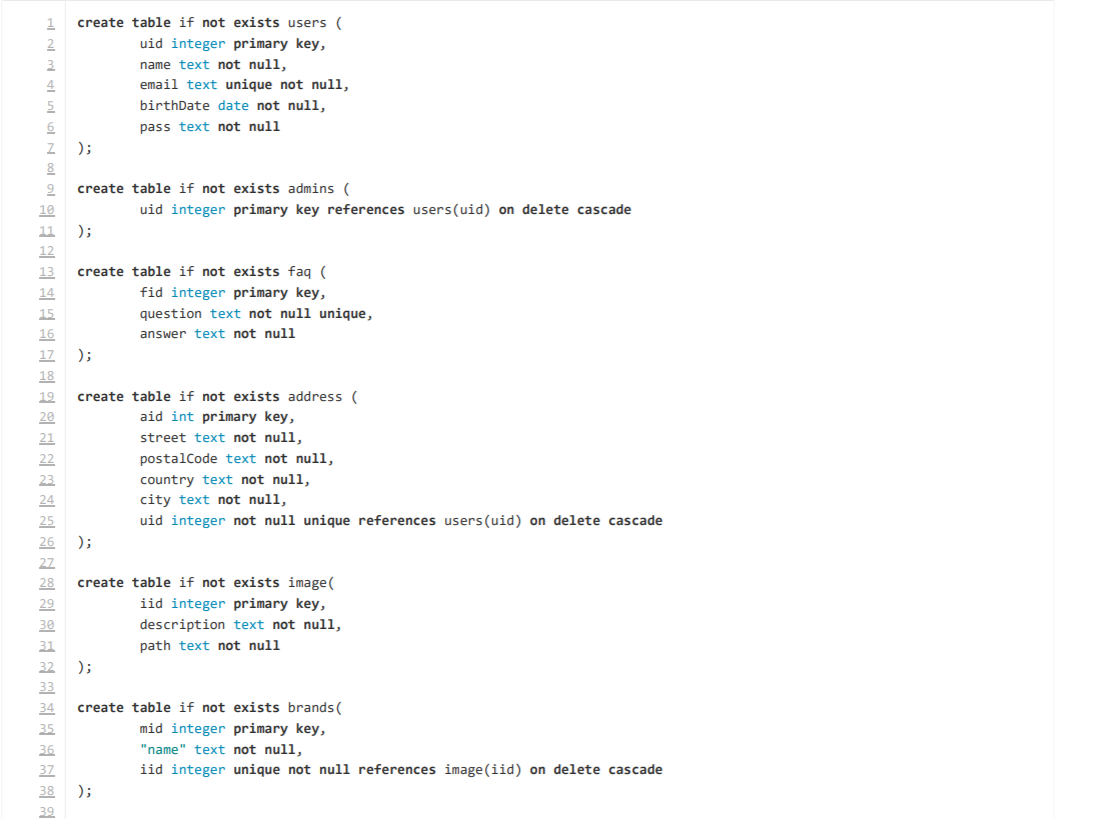 1 create table if not exists users (
2 uid integer primary key,
3 name text not null,
4 email text unique not null,
5 birthDate date not null,
6 pass text not null
7 );
8
9 create table if not exists admins (
10 uid integer primary key references users(uid) on delete cascade
11 );
12
13 create table if not exists faq (
14 fid integer primary key,
15 question text not null unique,
16 answer text not null
17 );
18
19 create table if not exists address (
20 aid int primary key,
21 street text not null,
22 postalCode text not null,
23 country text not null,
24 city text not null,
25 uid integer not null unique references users(uid) on delete cascade
26 );
27
28 create table if not exists image(
29 iid integer primary key,
30 description text not null,
31 path text not null
32 );
33
34 create table if not exists brands(
35 mid integer primary key,
36 "name" text not null,
37 iid integer unique not null references image(iid) on delete cascade
38 );
39